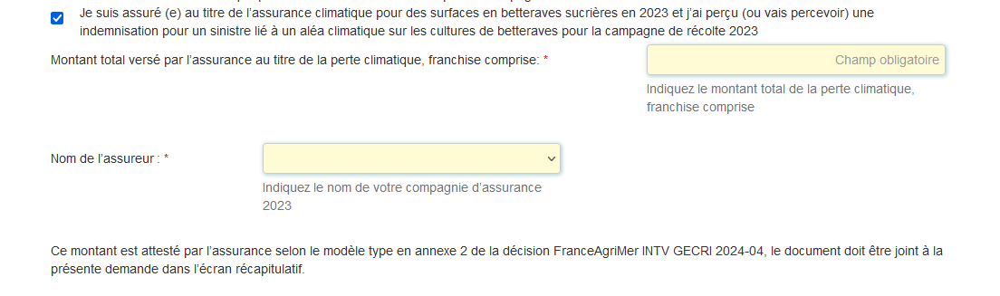 Je suis assuré (e) au titre de l'assurance climatique pour des surfaces en betteraves sucrières en 2023 et j'ai perçu (ou vais percevoir) une
indemnisation pour un sinistre lié à un aléa climatique sur les cultures de betteraves pour la campagne de récolte 2023
Montant total versé par l'assurance au titre de la perte climatique, franchise comprise: *
Champ obligatoire
Indiquez le montant total de la perte climatique,
franchise comprise
Nom de l'assureur : *
Indiquez le nom de votre compagnie d'assurance
2023
Ce montant est attesté par l'assurance selon le modèle type en annexe 2 de la décision FranceAgriMer INTV GECRI 2024-04, le document doit être joint à la
présente demande dans l'écran récapitulatif.